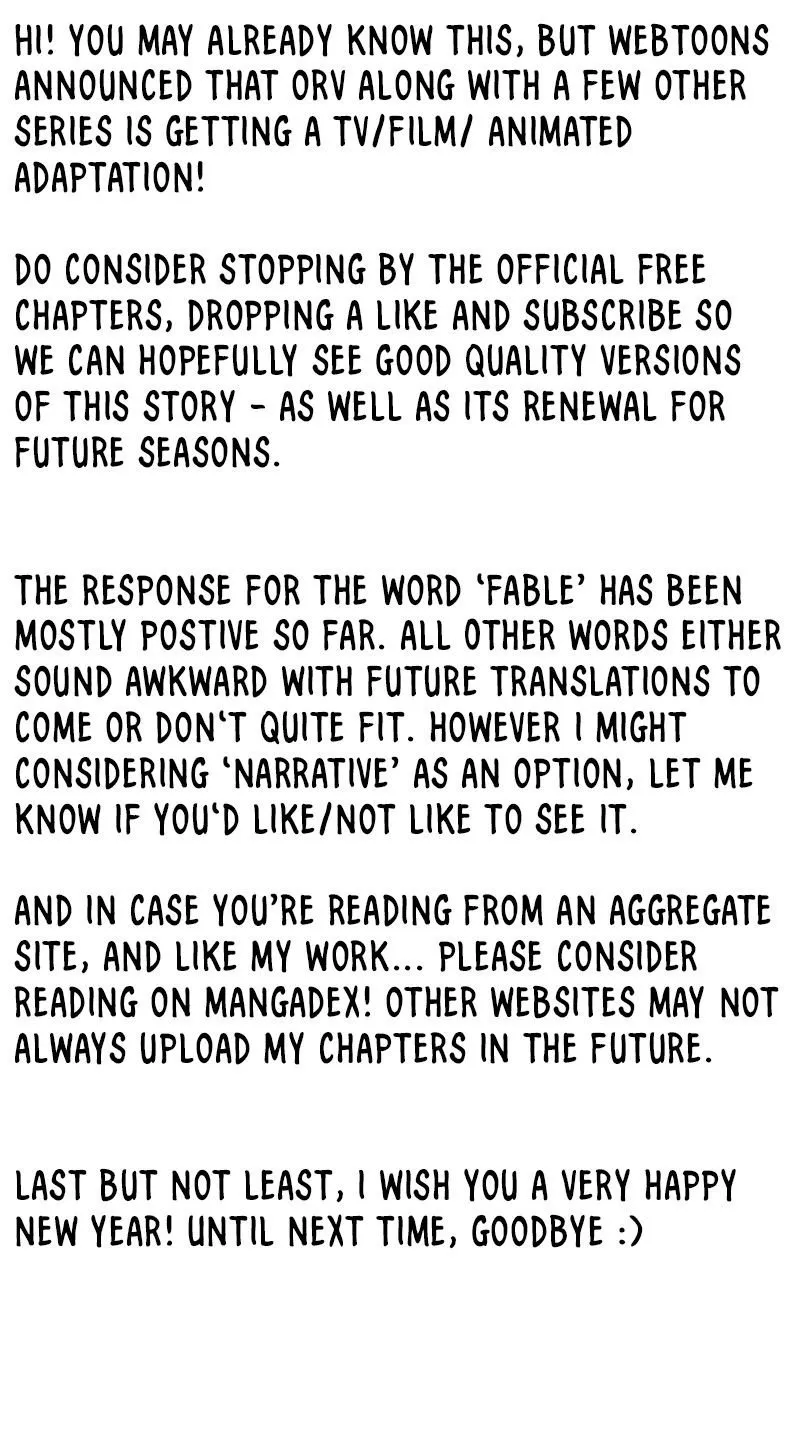 HI! YOU MAY ALREADY KNOW THIS, BUT WEBTOONS
ANNOUNCED THAT ORV ALONG WITH A FEW OTHER
SERIES IS GETTING A TV/FILM/ ANIMATED
ADAPTATION!
DO CONSIDER STOPPING BY THE OFFICIAL FREE
CHAPTERS, DROPPING A LIKE AND SUBSCRIBE SO
WE CAN HOPEFULLY SEE GOOD QUALITY VERSIONS
OF THIS STORY - AS WELL AS ITS RENEWAL FOR
FUTURE SEASONS.
THE RESPONSE FOR THE WORD ‘FABLE’ HAS BEEN
MOSTLY POSTIVE SO FAR. ALL OTHER WORDS EITHER
SOUND AWKWARD WITH FUTURE TRANSLATIONS TO
COME OR DON‘T QUITE FIT. HOWEVER I MIGHT
CONSIDERING ‘NARRATIVE’ AS AN OPTION, LET ME
KNOW IF YOU‘D LIKE/NOT LIKE TO SEE IT.
AND IN CASE YOU’RE READING FROM AN AGGREGATE
SITE, AND LIKE MY WORK... PLEASE CONSIDER
READING ON MANGADEX! OTHER WEBSITES MAY NOT
ALWAYS UPLOAD MY CHAPTERS IN THE FUTURE.
LAST BUT NOT LEAST, I WISH YOU A VERY HAPPY
NEW YEAR! UNTIL NEXT TIME, GOODBYE :)